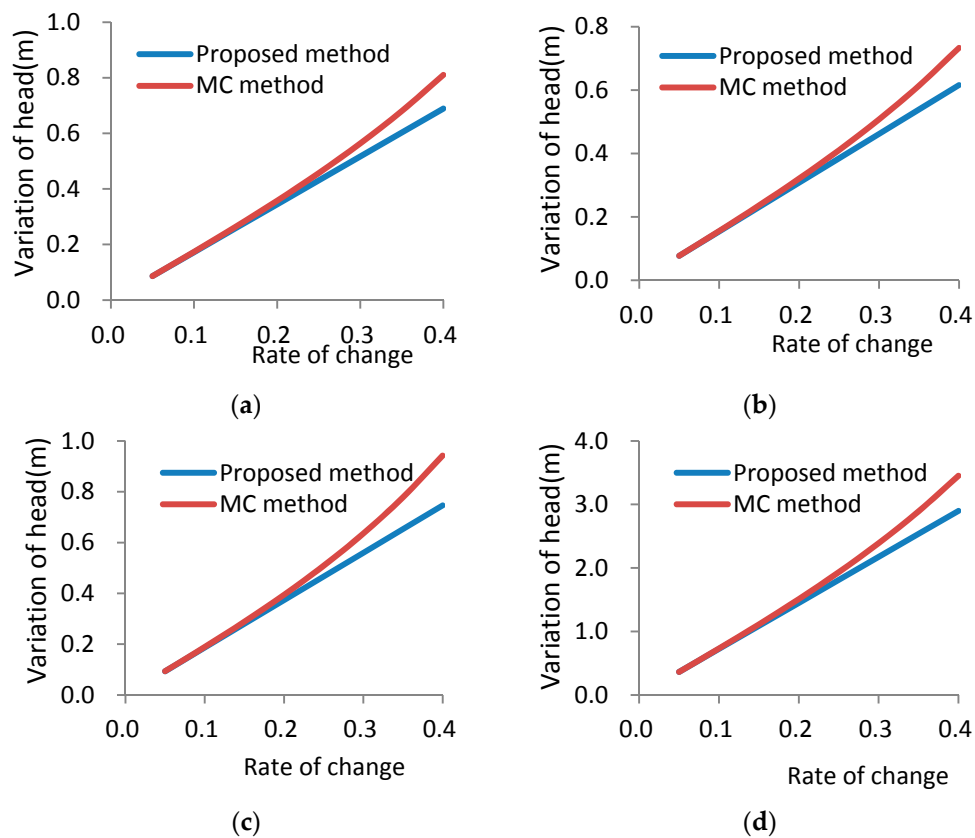 Variation of head(m)
1.0
0.8
0.6
0.4
0.2
0.0
Proposed method
MC method
0.0 0.1 0.2 0.3 0.4
Rate of change
(a)
Variation of head(m)
0.8
0.6
0.4
0.2
0.0
Proposed method
MC method
0.0 0.1 0.2 0.3 0.4
Rate of change
(b)
Variation of head(m)
1.0
0.8
0.6
0.4
0.2
0.0
Proposed method
MC method
0.0 0.1 0.2 0.3 0.4
Rate of change
(c)
Variation of head(m)
4.0
3.0
2.0
1.0
0.0
Proposed method
MC method
0.0 0.1 0.2 0.3 0.4
Rate of change
(d)